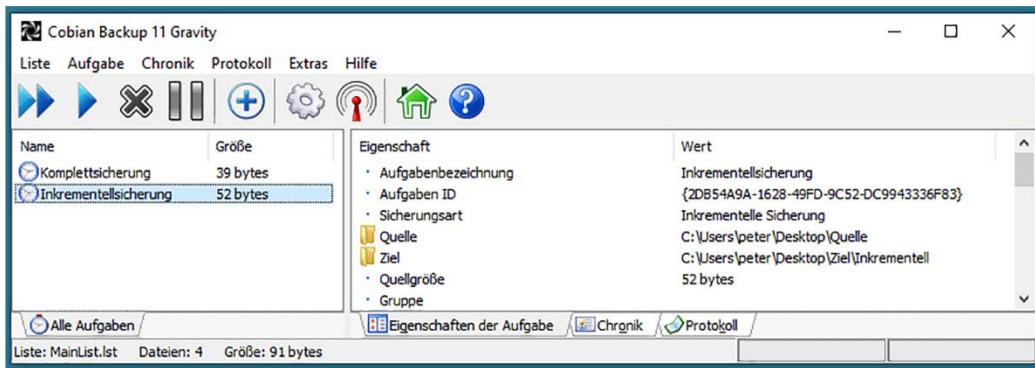 Cobian Backup 11 Gravity
Liste Aufgabe Chronik Protokoll Extras Hilfe
Name Größe
Komplettsicherung 39 bytes
Inkrementellsicherung 52 bytes
Alle Aufgaben
Eigenschaft Wert
Aufgabenbezeichnung Inkrementellsicherung
Aufgaben ID {2DB54A9A-1628-49FD-9C52-DC9943336F83}
Sicherungsart Inkrementelle Sicherung
Quelle C:\Users\peter\Desktop\Quelle
Ziel C:\Users\peter\Desktop\Ziel\Inkrementell
Quellgröße 52 bytes
Gruppe
Eigenschaften der Aufgabe Chronik Protokoll
Liste: MainList.lst Dateien: 4 Größe: 91 bytes